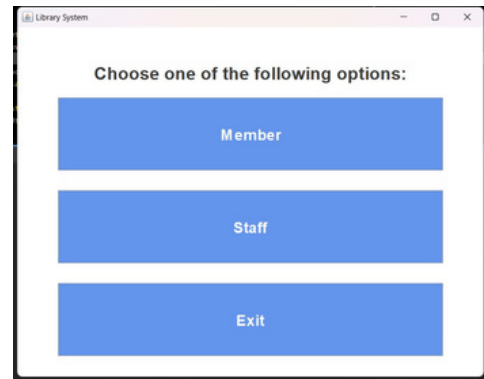 Library System
Choose one of the following options:
Member
Staff
Exit